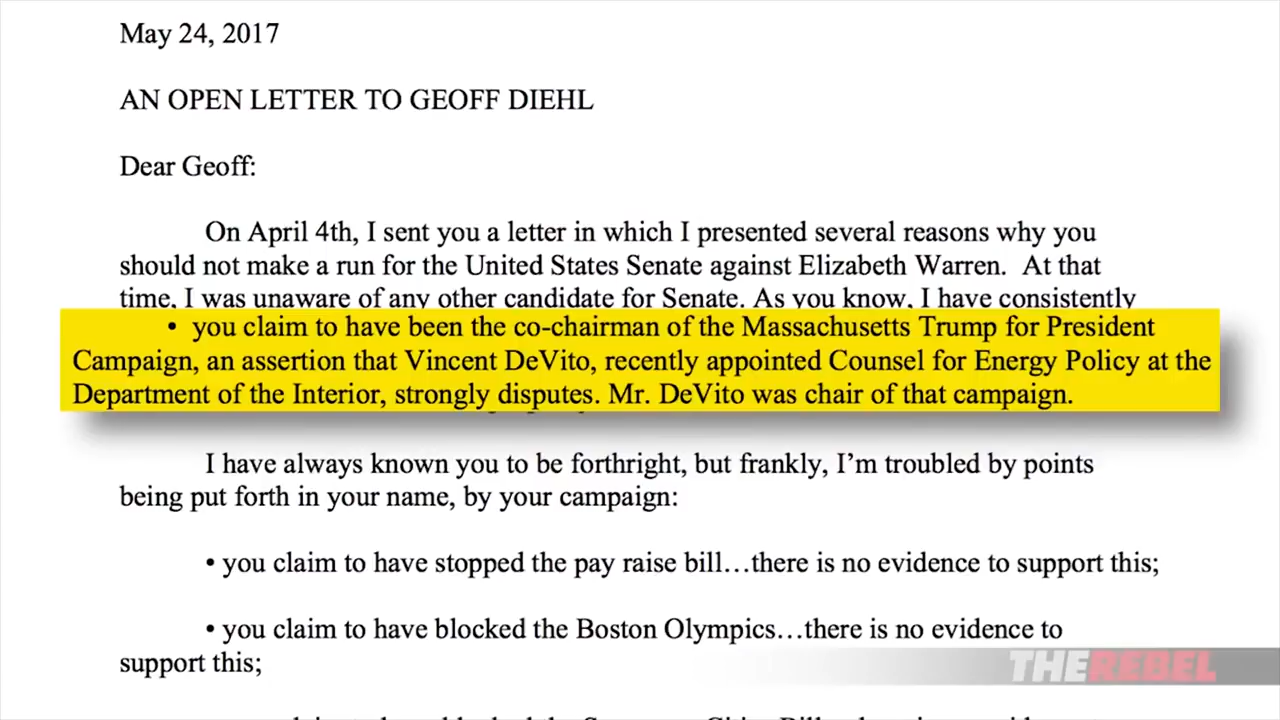 May 24, 2017
AN OPEN LETTER TO GEOFF DIEHL
Dear Geoff:
On April 4th, I sent you a letter in which I presented several reasons why you
should not make a run for the United States Senate against Elizabeth Warren.  At that
time, I was unaware of any other candidate for Senate. As you know, I have consistently
• you claim to have been the co-chairman of the Massachusetts Trump for President
Campaign, an assertion that Vincent DeVito, recently appointed Counsel for Energy Policy at the
Department of the Interior, strongly disputes. Mr. DeVito was chair of that campaign.
I have always known you to be forthright, but frankly, I’m troubled by points
being put forth in your name, by your campaign:
• you claim to have stopped the pay raise bill…there is no evidence to support this;
• you claim to have blocked the Boston Olympics…there is no evidence to
support this;
THE REBEL